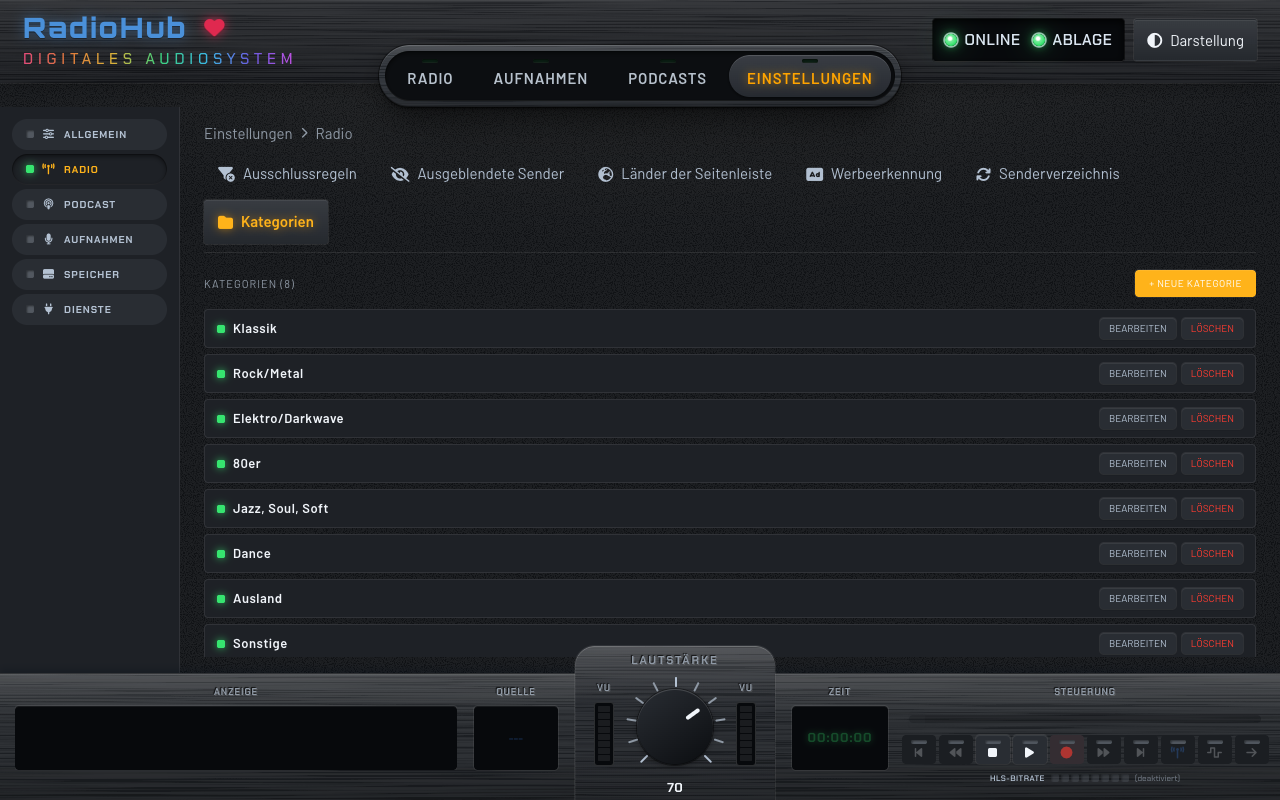 RadioHub
DIGITALES AUDIOSYSTEM
RADIO AUFNAHMEN PODCASTS EINSTELLUNGEN
ONLINE ABLAGE Darstellung
ALLGEMEIN
RADIO
PODCAST
AUFNAHMEN
SPEICHER
DIENSTE
Einstellungen > Radio
Ausschlussregeln Ausgeblendete Sender Länder der Seitenleiste Ad Werbeerkennung Senderverzeichnis
Kategorien
KATEGORIEN (8) + NEUE KATEGORIE
Klassik BEARBEITEN LÖSCHEN
Rock/Metal BEARBEITEN LÖSCHEN
Elektro/Darkwave BEARBEITEN LÖSCHEN
80er BEARBEITEN LÖSCHEN
Jazz, Soul, Soft BEARBEITEN LÖSCHEN
Dance BEARBEITEN LÖSCHEN
Ausland BEARBEITEN LÖSCHEN
Sonstige BEARBEITEN LÖSCHEN
ANZEIGE QUELLE LAUTSTÄRKE ZEIT STEUERUNG
VU VU
--- 00:00:00
HLS-BITRATE (deaktiviert)
70